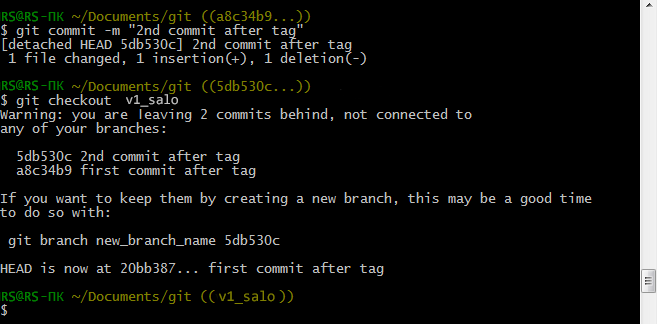 RS@RS-ПК ~/Documents/git ((a8c34b9...))
$ git commit -m "2nd commit after tag"
[detached HEAD 5db530c] 2nd commit after tag
 1 file changed, 1 insertion(+), 1 deletion(-)
RS@RS-ПК ~/Documents/git ((5db530c...))
$ git checkout v1_salo
Warning: you are leaving 2 commits behind, not connected to
any of your branches:
  5db530c 2nd commit after tag
  a8c34b9 first commit after tag
If you want to keep them by creating a new branch, this may be a good time
to do so with:
 git branch new_branch_name 5db530c
HEAD is now at 20bb387... first commit after tag
RS@RS-ПК ~/Documents/git ((v1_salo))
$